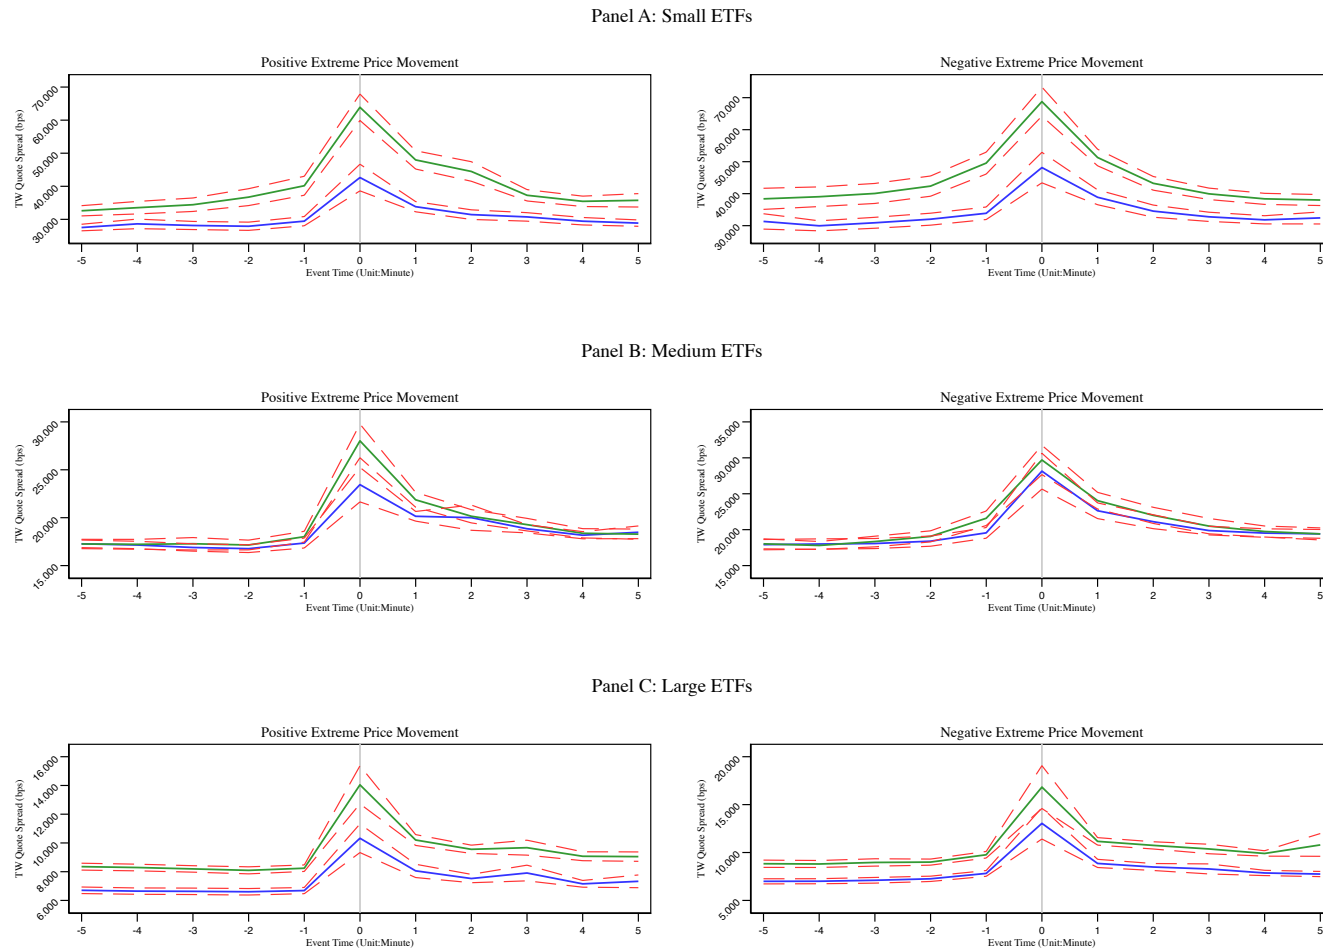 Panel A: Small ETFs
Positive Extreme Price Movement
TW Quote Spread (bps)
70.000
60.000
50.000
40.000
30.000
-5 -4 -3 -2 -1 0 1 2 3 4 5
Event Time (Unit:Minute)
Negative Extreme Price Movement
TW Quote Spread (bps)
70.000
60.000
50.000
40.000
30.000
-5 -4 -3 -2 -1 0 1 2 3 4 5
Event Time (Unit:Minute)
Panel B: Medium ETFs
Positive Extreme Price Movement
TW Quote Spread (bps)
30.000
25.000
20.000
15.000
-5 -4 -3 -2 -1 0 1 2 3 4 5
Event Time (Unit:Minute)
Negative Extreme Price Movement
TW Quote Spread (bps)
35.000
30.000
25.000
20.000
15.000
-5 -4 -3 -2 -1 0 1 2 3 4 5
Event Time (Unit:Minute)
Panel C: Large ETFs
Positive Extreme Price Movement
TW Quote Spread (bps)
16.000
14.000
12.000
10.000
8.000
6.000
-5 -4 -3 -2 -1 0 1 2 3 4 5
Event Time (Unit:Minute)
Negative Extreme Price Movement
TW Quote Spread (bps)
20.000
15.000
10.000
5.000
-5 -4 -3 -2 -1 0 1 2 3 4 5
Event Time (Unit:Minute)